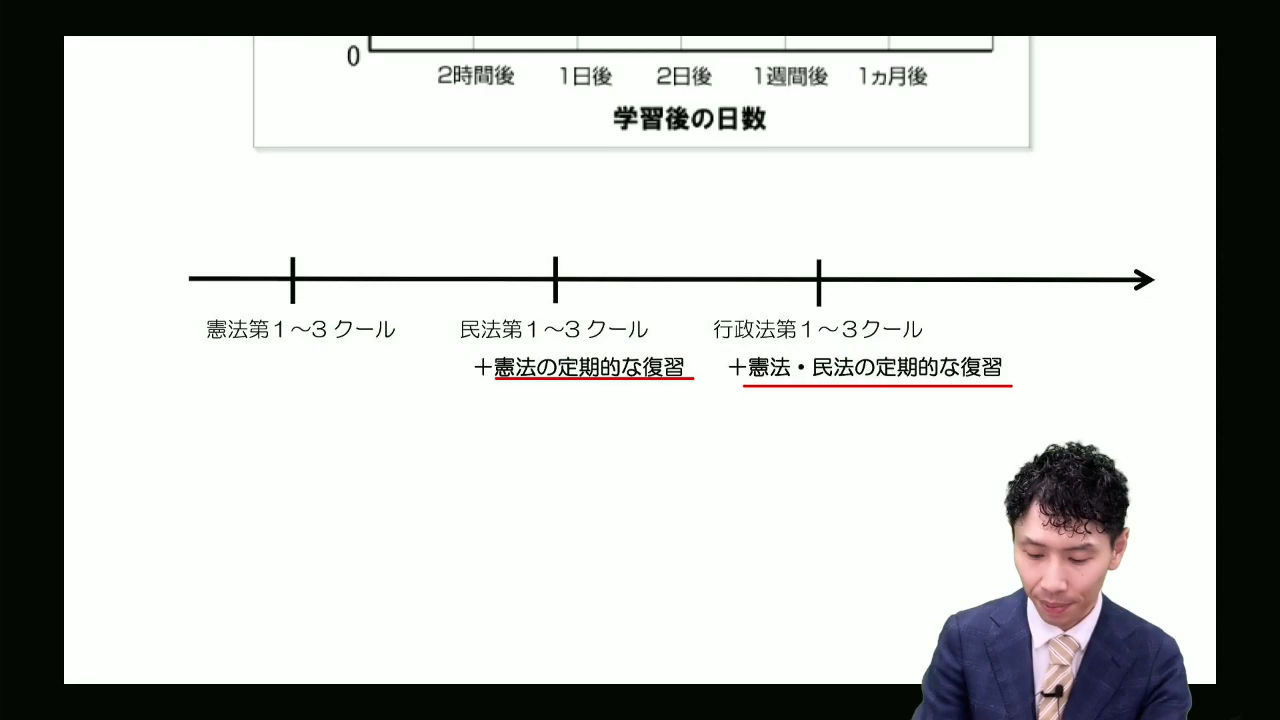 0
2時間後 1日後 2日後 1週間後 1ヵ月後
学習後の日数
憲法第1～3クール 民法第1～3クール 行政法第1～3クール
＋憲法の定期的な復習 ＋憲法・民法の定期的な復習